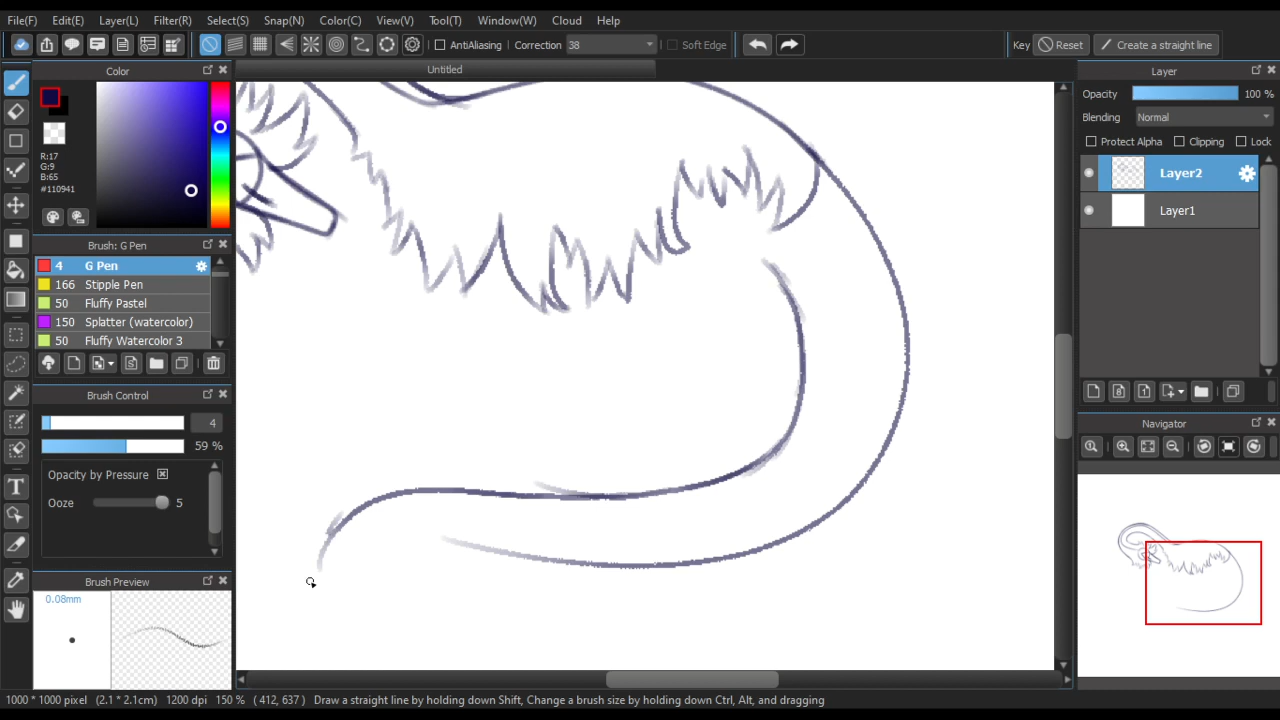 File(F) Edit(E) Layer(L) Filter(R) Select(S) Snap(N) Color(C) View(V) Tool(T) Window(W) Cloud Help
AntiAliasing Correction 38 Soft Edge Key Reset Create a straight line
Color
Untitled
Layer
Opacity 100 %
Blending Normal
Protect Alpha Clipping Lock
R:17
G:9
B:65
#110941
Layer2
Layer1
Brush: G Pen
4 G Pen
166 Stipple Pen
50 Fluffy Pastel
150 Splatter (watercolor)
50 Fluffy Watercolor 3
Brush Control
4
59 %
Opacity by Pressure
Ooze 5
Navigator
Brush Preview
0.08mm
1000 * 1000 pixel (2.1 * 2.1cm) 1200 dpi 150 % ( 412, 637 ) Draw a straight line by holding down Shift, Change a brush size by holding down Ctrl, Alt, and dragging